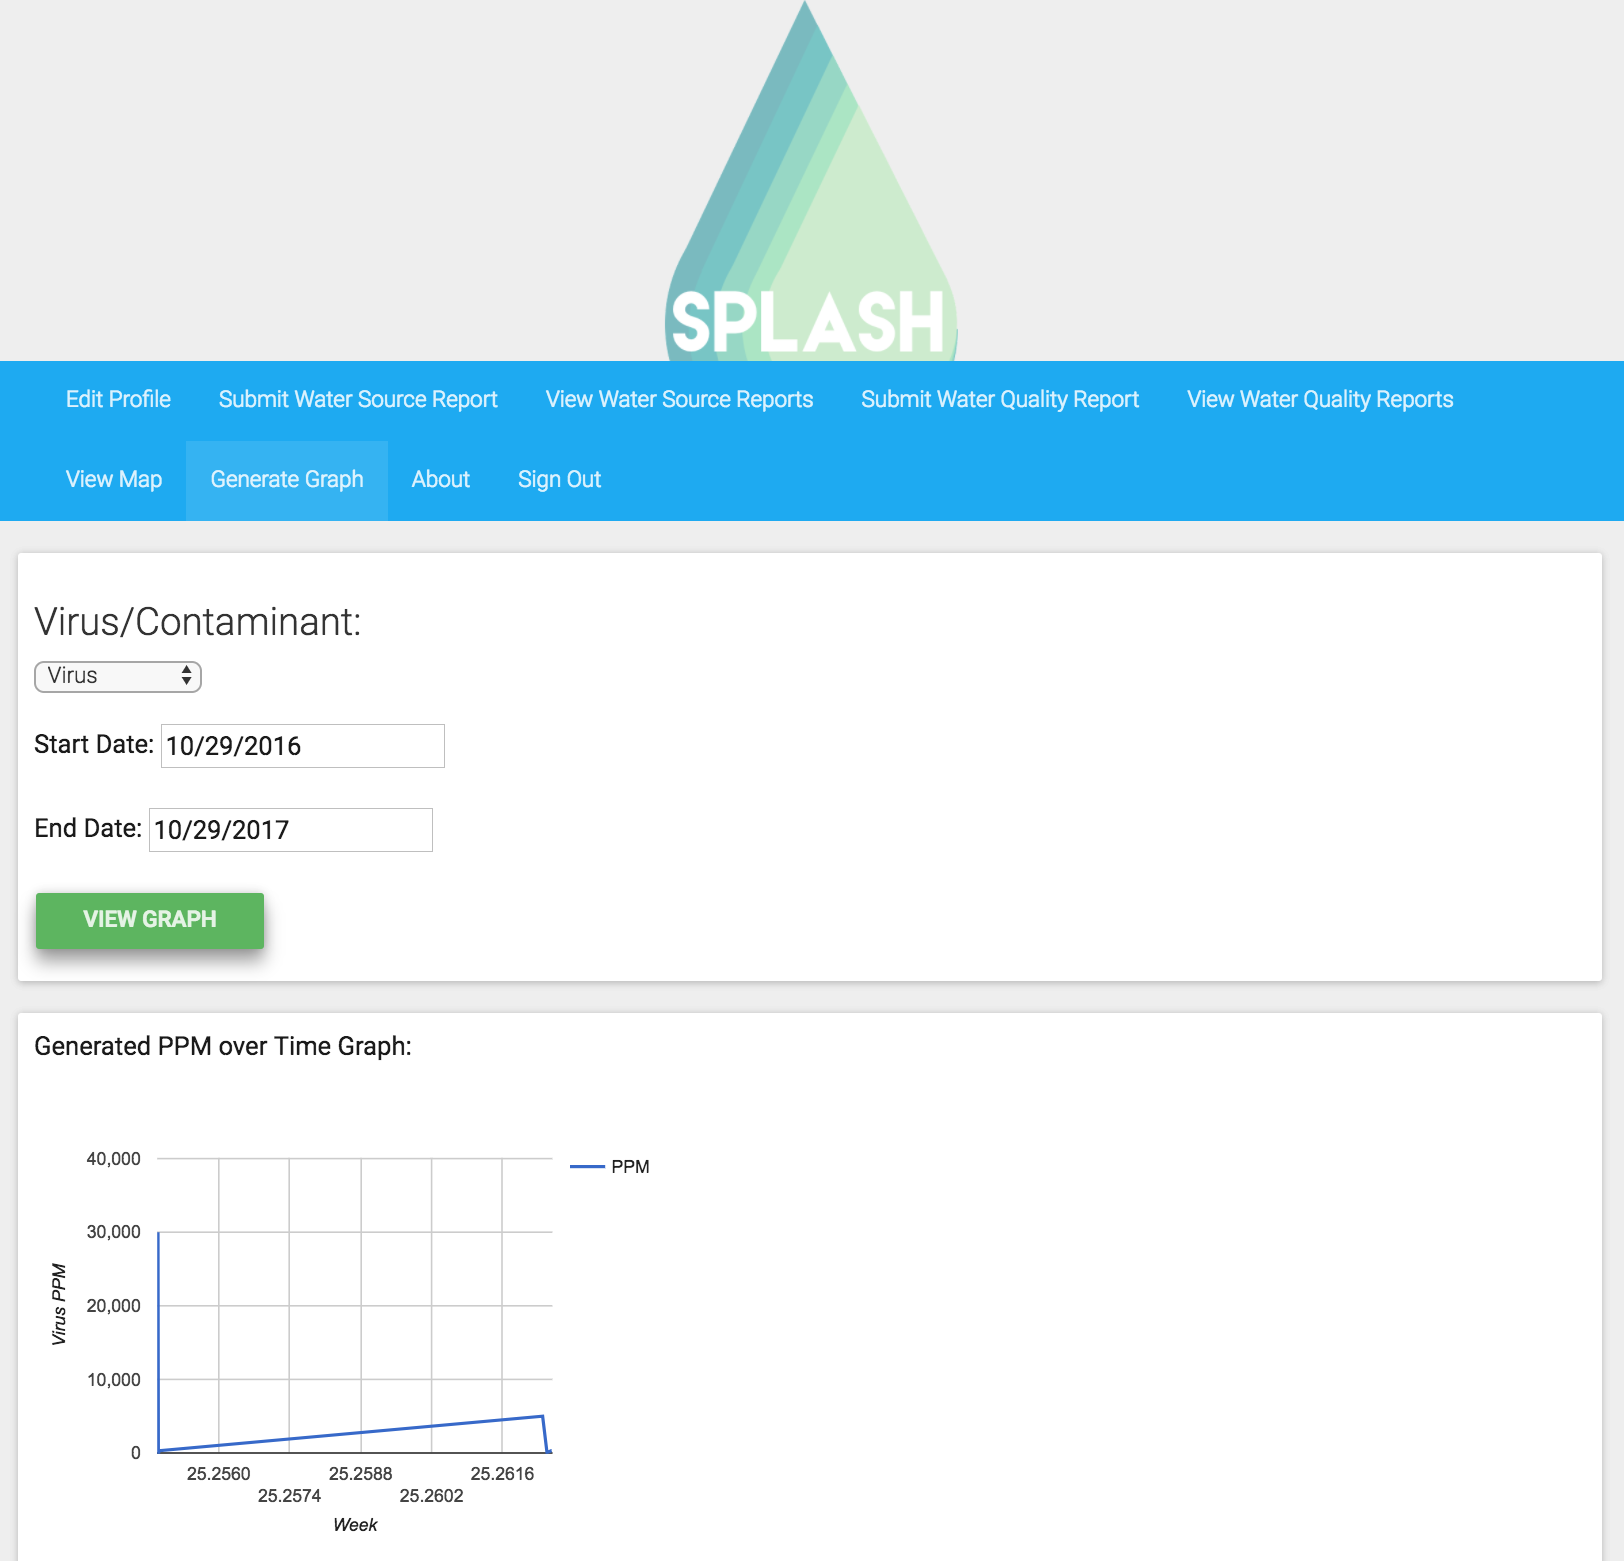 SPLASH
Edit Profile Submit Water Source Report View Water Source Reports Submit Water Quality Report View Water Quality Reports
View Map Generate Graph About Sign Out
Virus/Contaminant:
Virus
Start Date: 10/29/2016
End Date: 10/29/2017
VIEW GRAPH
Generated PPM over Time Graph:
40,000
PPM
30,000
20,000
10,000
0
Virus PPM
25.2560 25.2588 25.2616
25.2574 25.2602
Week